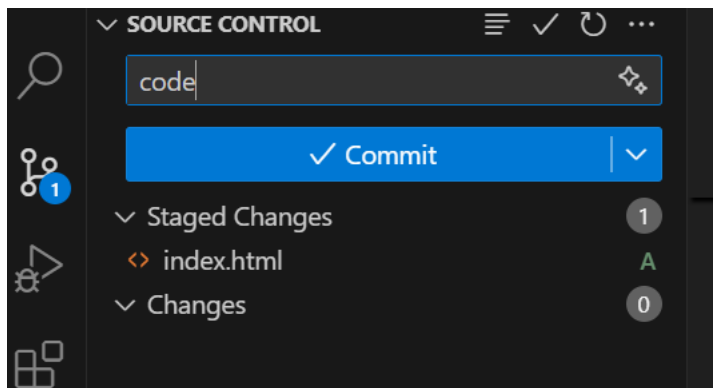 SOURCE CONTROL
code
Commit
1
Staged Changes 1
<> index.html A
Changes 0